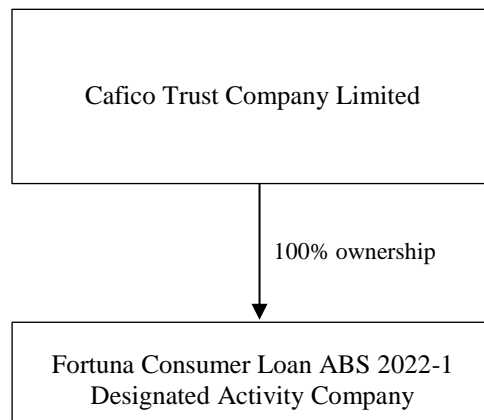 Cafico Trust Company Limited
100% ownership
Fortuna Consumer Loan ABS 2022-1
Designated Activity Company